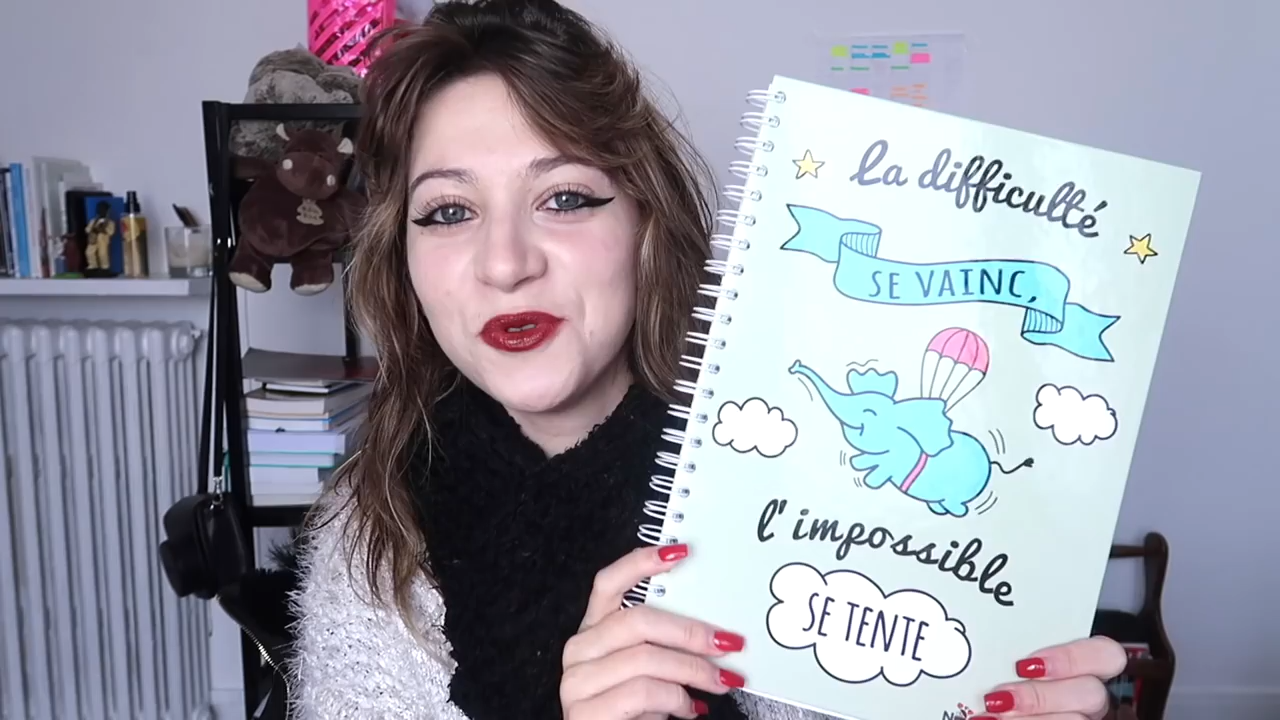 la difficulté
SE VAINC,
l'impossible
SE TENTE